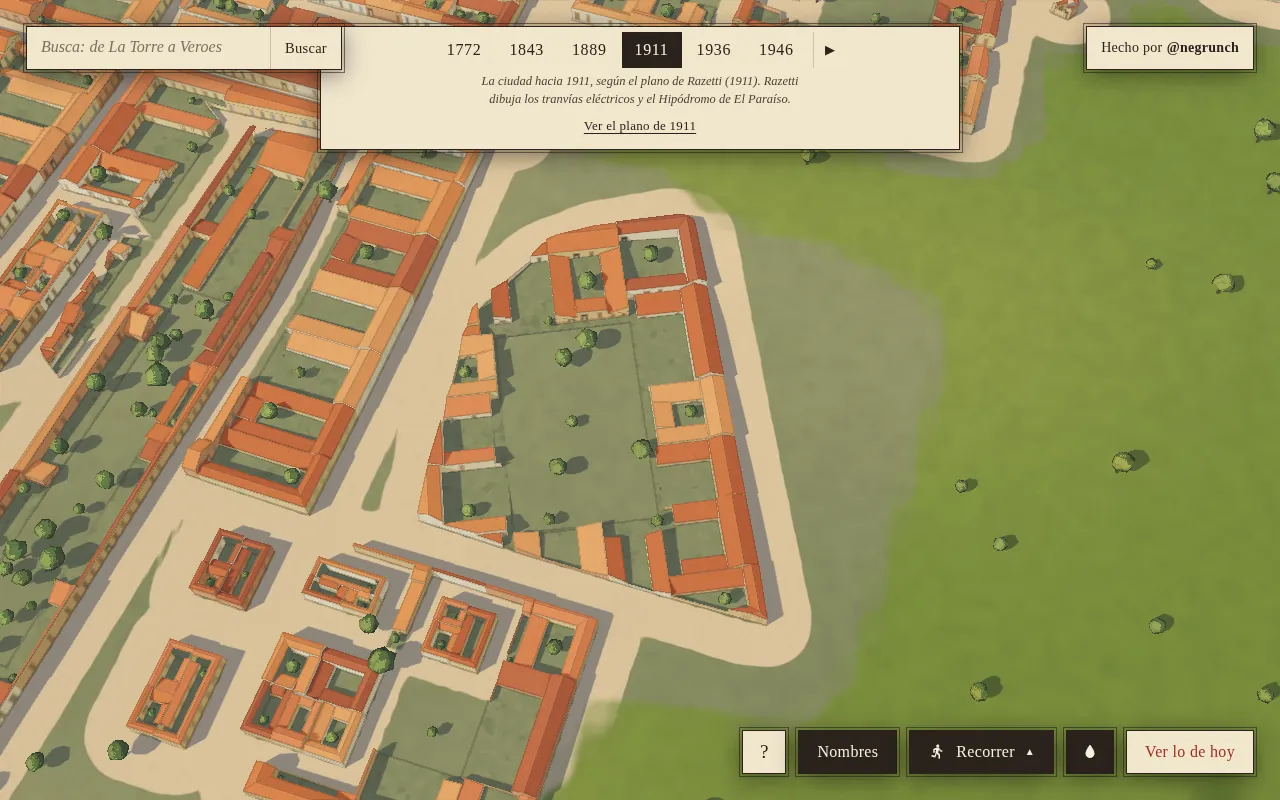 Busca: de La Torre a Veroes
Buscar
1772 1843 1889 1911 1936 1946 ▶
La ciudad hacia 1911, según el plano de Razetti (1911). Razetti
dibuja los tranvías eléctricos y el Hipódromo de El Paraíso.
Ver el plano de 1911
Hecho por @negrunch
?
Nombres
Recorrer ▲
Ver lo de hoy